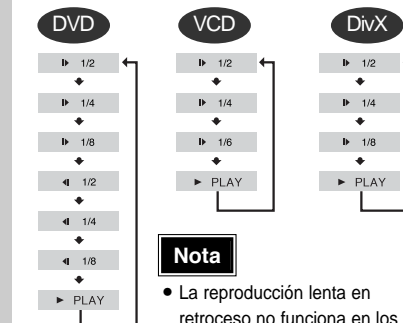 DVD
1/2
1/4
1/8
1/2
1/4
1/8
PLAY
VCD
1/2
1/4
1/6
PLAY
DivX
1/2
1/4
1/8
PLAY
Nota
• La reproducción lenta en
retroceso no funciona en los